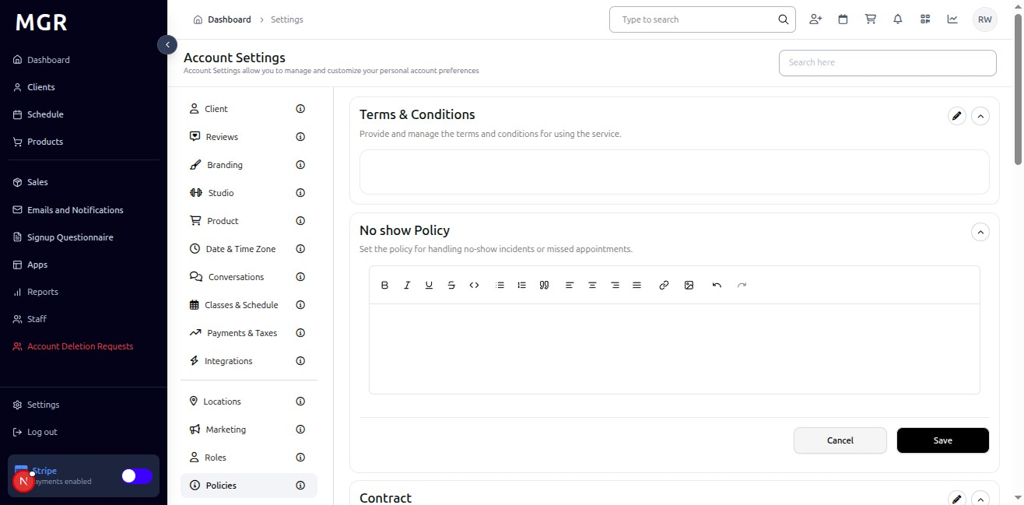 MGR
Dashboard
Clients
Schedule
Products
Sales
Emails and Notifications
Signup Questionnaire
Apps
Reports
Staff
Account Deletion Requests
Settings
Log out
Stripe
ayments enabled
N
Dashboard > Settings
Type to search
RW
Account Settings
Account Settings allow you to manage and customize your personal account preferences
Search here
Client
Reviews
Branding
Studio
Product
Date & Time Zone
Conversations
Classes & Schedule
Payments & Taxes
Integrations
Locations
Marketing
Roles
Policies
Terms & Conditions
Provide and manage the terms and conditions for using the service.
No show Policy
Set the policy for handling no-show incidents or missed appointments.
Cancel
Save
Contract